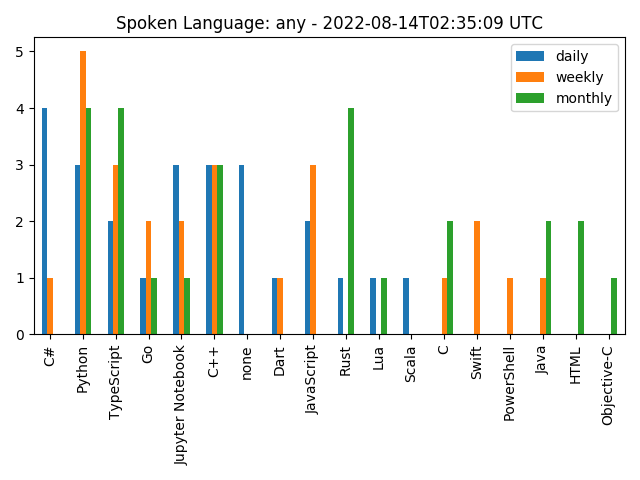 Spoken Language: any - 2022-08-14T02:35:09 UTC
daily
weekly
monthly
5
4
3
2
1
0
C#
Python
TypeScript
Go
Jupyter Notebook
C++
none
Dart
JavaScript
Rust
Lua
Scala
C
Swift
PowerShell
Java
HTML
Objective-C